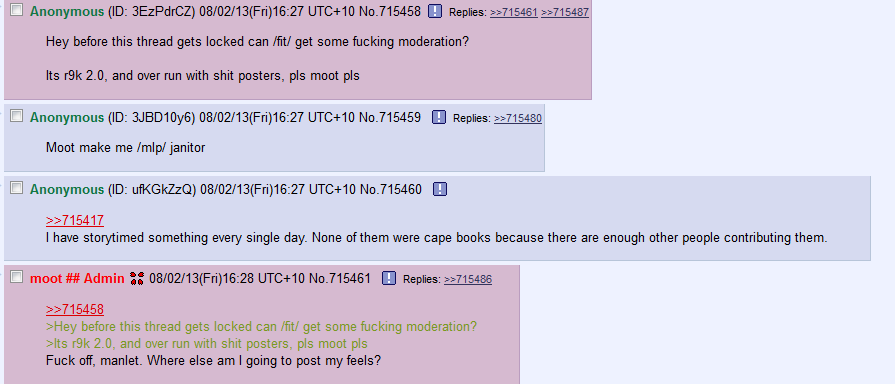 Anonymous (ID: 3EzPdrCZ) 08/02/13(Fri)16:27 UTC+10 No.715458 ! Replies: >>715461 >>715487
Hey before this thread gets locked can /fit/ get some fucking moderation?
Its r9k 2.0, and over run with shit posters, pls moot pls
Anonymous (ID: 3JBD10y6) 08/02/13(Fri)16:27 UTC+10 No.715459 ! Replies: >>715480
Moot make me /mlp/ janitor
Anonymous (ID: ufKGkZzQ) 08/02/13(Fri)16:27 UTC+10 No.715460 !
>>715417
I have storytimed something every single day. None of them were cape books because there are enough other people contributing them.
moot ## Admin 08/02/13(Fri)16:28 UTC+10 No.715461 ! Replies: >>715486
>>715458
>Hey before this thread gets locked can /fit/ get some fucking moderation?
>Its r9k 2.0, and over run with shit posters, pls moot pls
Fuck off, manlet. Where else am I going to post my feels?